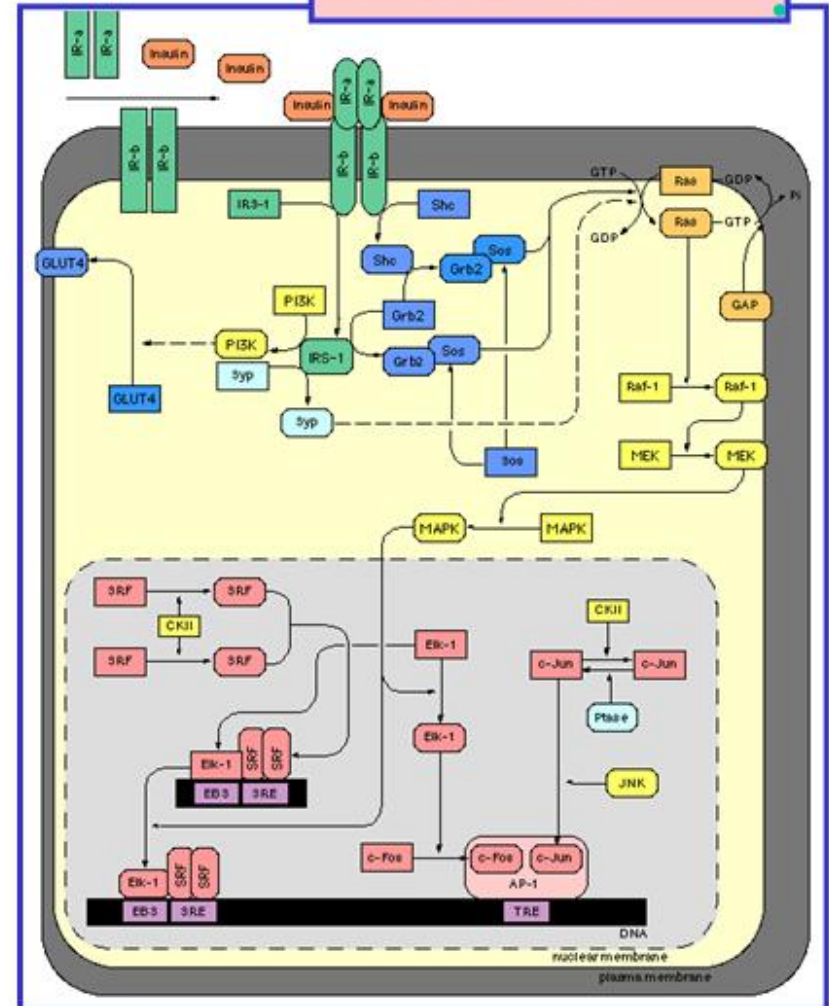 IR-a
IR-a
Insulin
Insulin
IR-a
IR-a
Insulin
Insulin
IR-b
IR-b
IR-b
IR-b
IRS-1
Shc
GTP
Ras
GDP
Pi
Ras
GTP
GDP
GLUT4
Shc
Sos
Grb2
PI3K
Grb2
GAP
PI3K
IRS-1
Grb2
Sos
Syp
GLUT4
Raf-1
Raf-1
Syp
Sos
MEK
MEK
MAPK
MAPK
SRF
SRF
CKII
CKII
SRF
SRF
Elk-1
c-Jun
c-Jun
Ptase
Elk-1
Elk-1
SRF
SRF
EBS
SRE
JNK
c-Fos
c-Fos
c-Jun
AP-1
Elk-1
SRF
SRF
EBS
SRE
TRE
DNA
nuclear membrane
plasma membrane